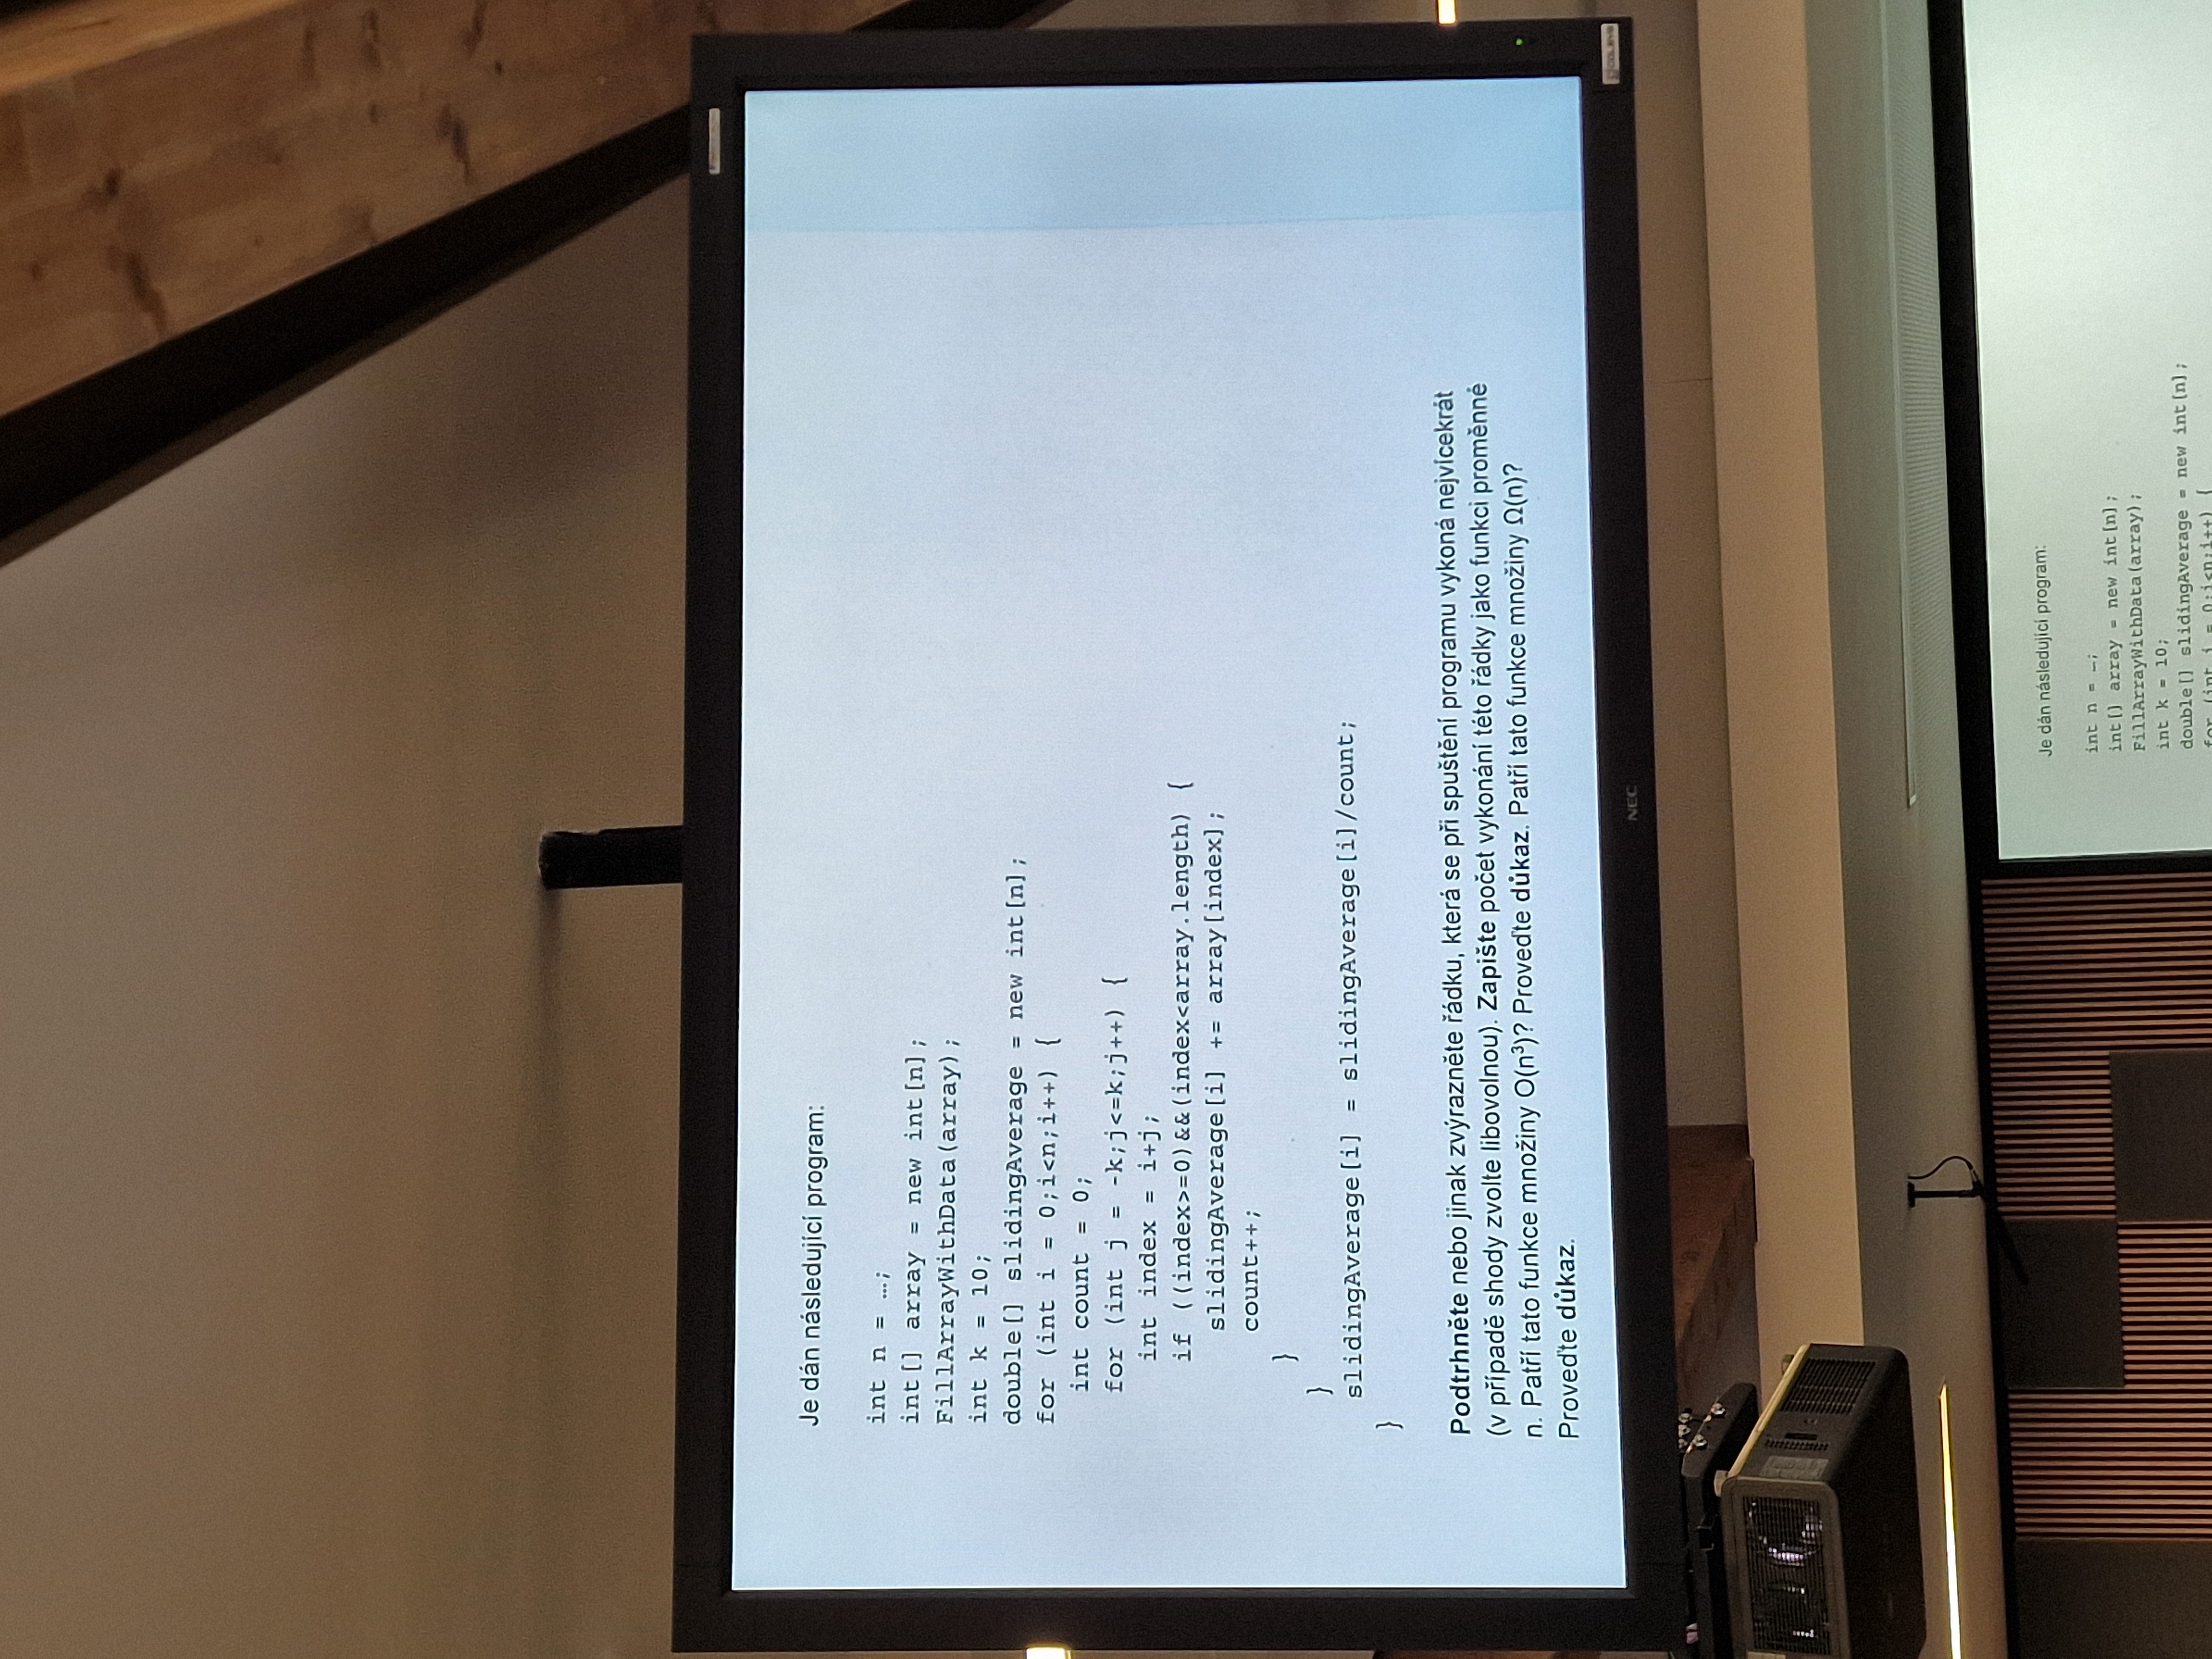 Je dán následující program:
int n = …;
int[] array = new int[n];
FillArrayWithData(array);
int k = 10;
double[] slidingAverage = new int[n];
for (int i = 0;i<n;i++) {
int count = 0;
for (int j = -k;j<=k;j++) {
int index = i+j;
if ((index>=0)&&(index<array.length) {
slidingAverage[i] += array[index];
count++;
}
}
slidingAverage[i] = slidingAverage[i]/count;
}
Podtrhněte nebo jinak zvýrazněte řádku, která se při spuštění programu vykoná nejvícekrát
(v případě shody zvolte libovolnou). Zapište počet vykonání této řádky jako funkci proměnné
n. Patří tato funkce množiny O(n³)? Proveďte důkaz. Patří tato funkce množiny Ω(n)?
Proveďte důkaz.
NEC
Je dán následující program:
int n = …;
int[] array = new int[n];
FillArrayWithData(array);
int k = 10;
double[] slidingAverage = new int[n];
for (int i = 0;i<n;i++) {